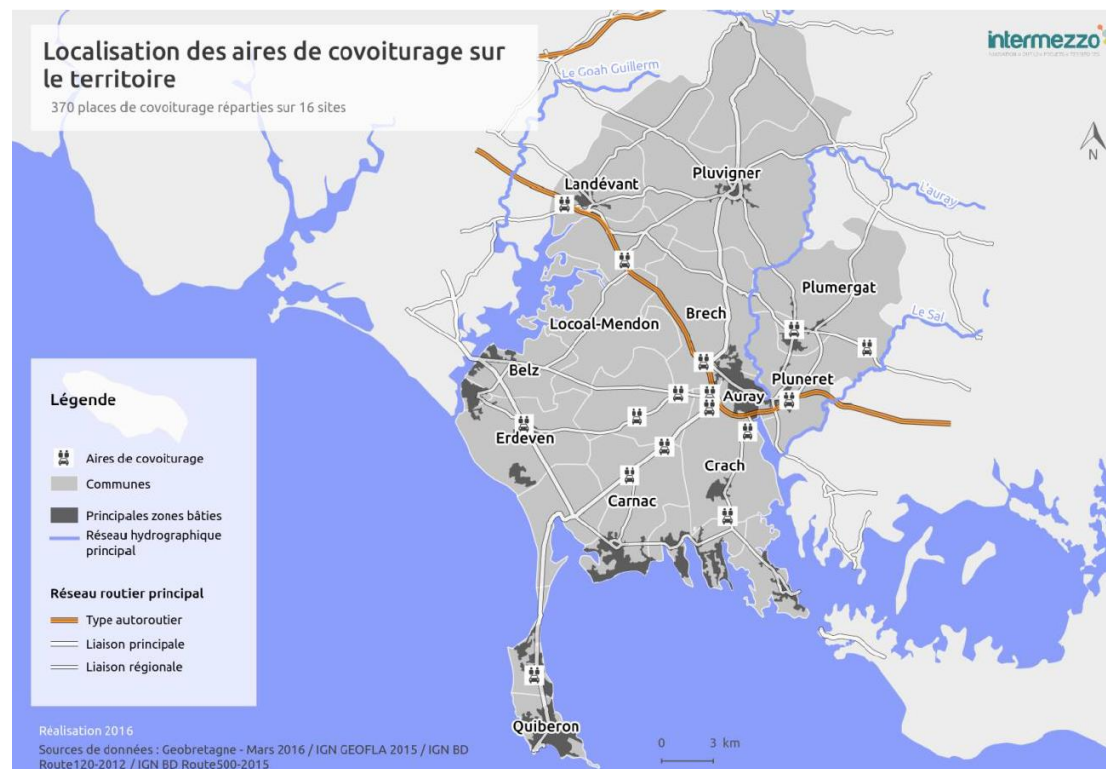 Localisation des aires de covoiturage sur
le territoire
370 places de covoiturage réparties sur 16 sites
intermezzo
Le Goah Guillerm
N
Landévant
Pluvigner
L'auray
Plumergat
Le Sal
Brech
Locoal-Mendon
Belz
Pluneret
Auray
Erdeven
Crach
Carnac
Quiberon
Légende
Aires de covoiturage
Communes
Principales zones bâties
Réseau hydrographique
principal
Réseau routier principal
Type autoroutier
Liaison principale
Liaison régionale
0 3 km
Réalisation 2016
Sources de données : Geobretagne - Mars 2016 / IGN GEOFLA 2015 / IGN BD
Route120-2012 / IGN BD Route500-2015